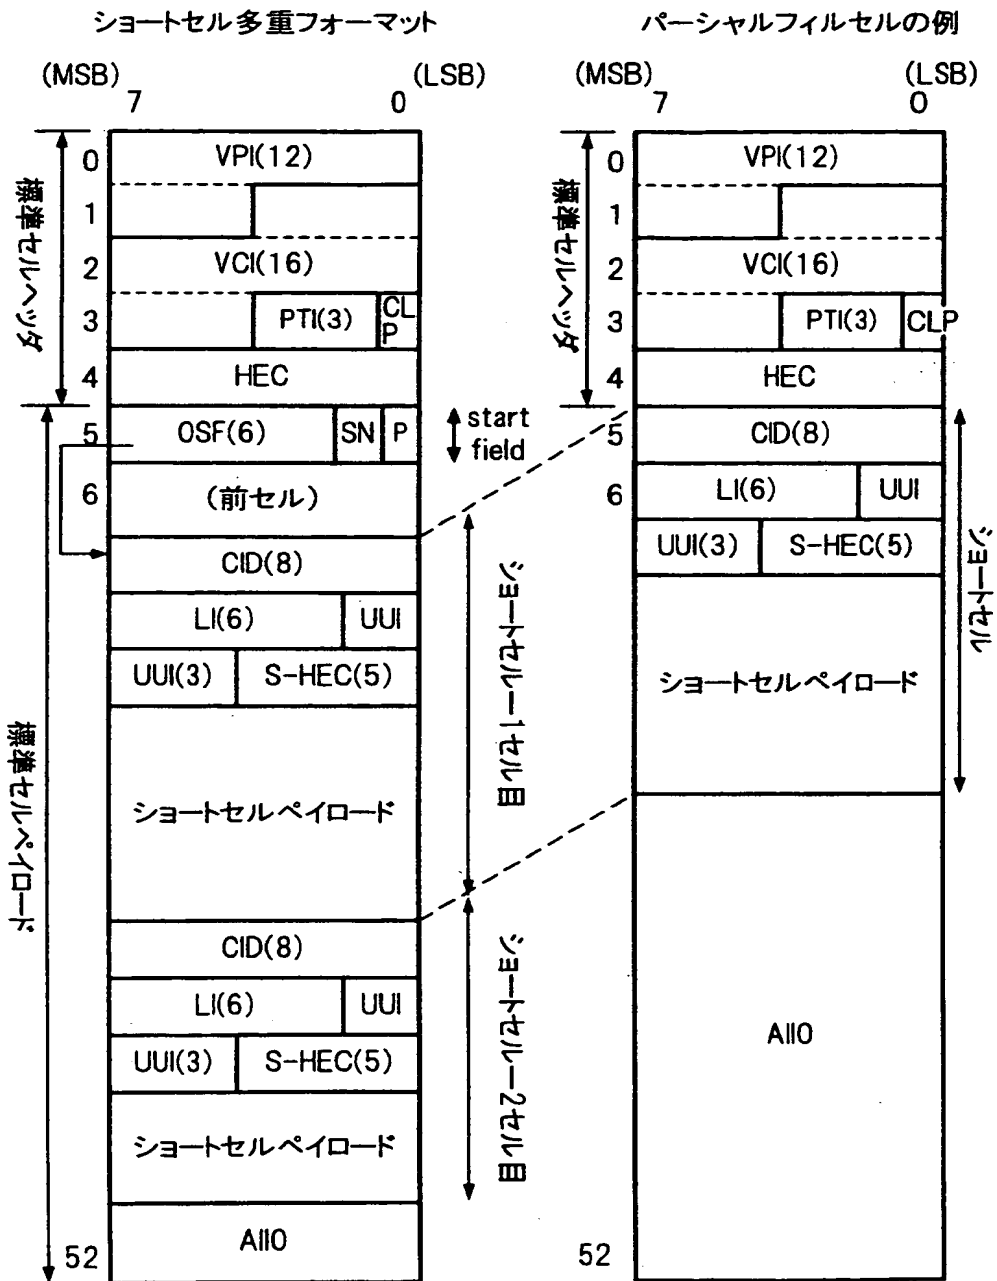 ショートセル多重フォーマット
(MSB)
(LSB)
7
0
標準セルヘッダ
0
VPI(12)
1
2
VCI(16)
3
PTI(3)
CL
P
4
HEC
標準セルペイロード
5
OSF(6)
SN
P
start
field
6
(前セル)
CID(8)
LI(6)
UUI
UUI(3)
S-HEC(5)
ショートセルペイロード
ショートセルー1セル目
CID(8)
LI(6)
UUI
UUI(3)
S-HEC(5)
ショートセルペイロード
ショートセルー2セル目
All0
52
パーシャルフィルセルの例
(MSB)
(LSB)
7
0
標準セルヘッダ
0
VPI(12)
1
2
VCI(16)
3
PTI(3)
CLP
4
HEC
5
CID(8)
6
LI(6)
UUI
UUI(3)
S-HEC(5)
ショートセルペイロード
ショートセル
All0
52